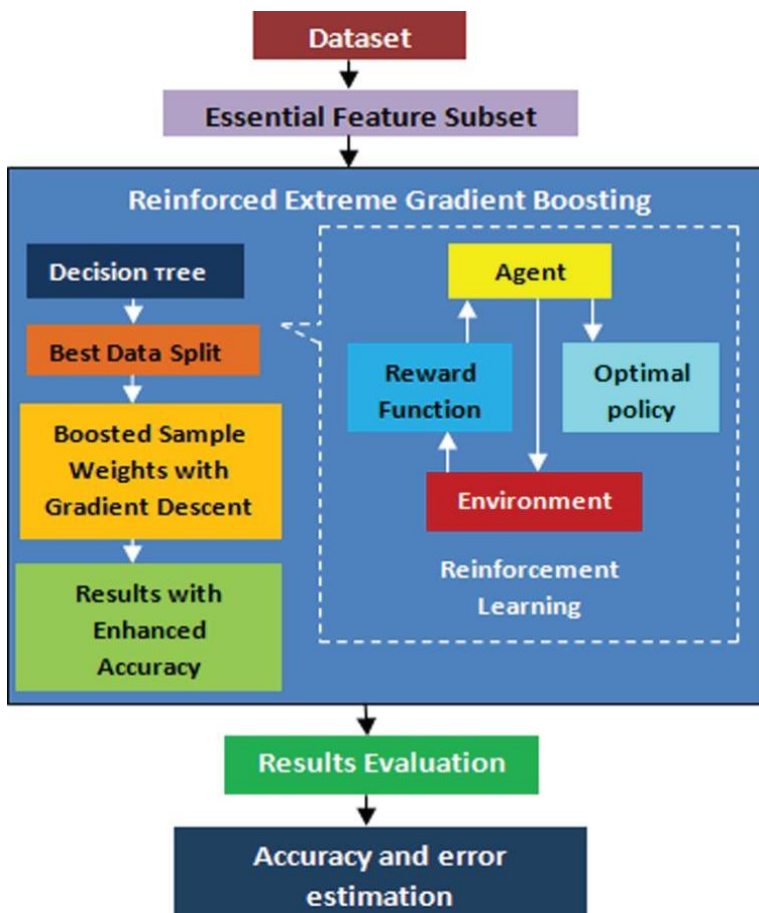 Dataset
Essential Feature Subset
Reinforced Extreme Gradient Boosting
Decision Tree
Best Data Split
Boosted Sample
Weights with
Gradient Descent
Results with
Enhanced
Accuracy
Agent
Reward
Function
Optimal
policy
Environment
Reinforcement
Learning
Results Evaluation
Accuracy and error
estimation